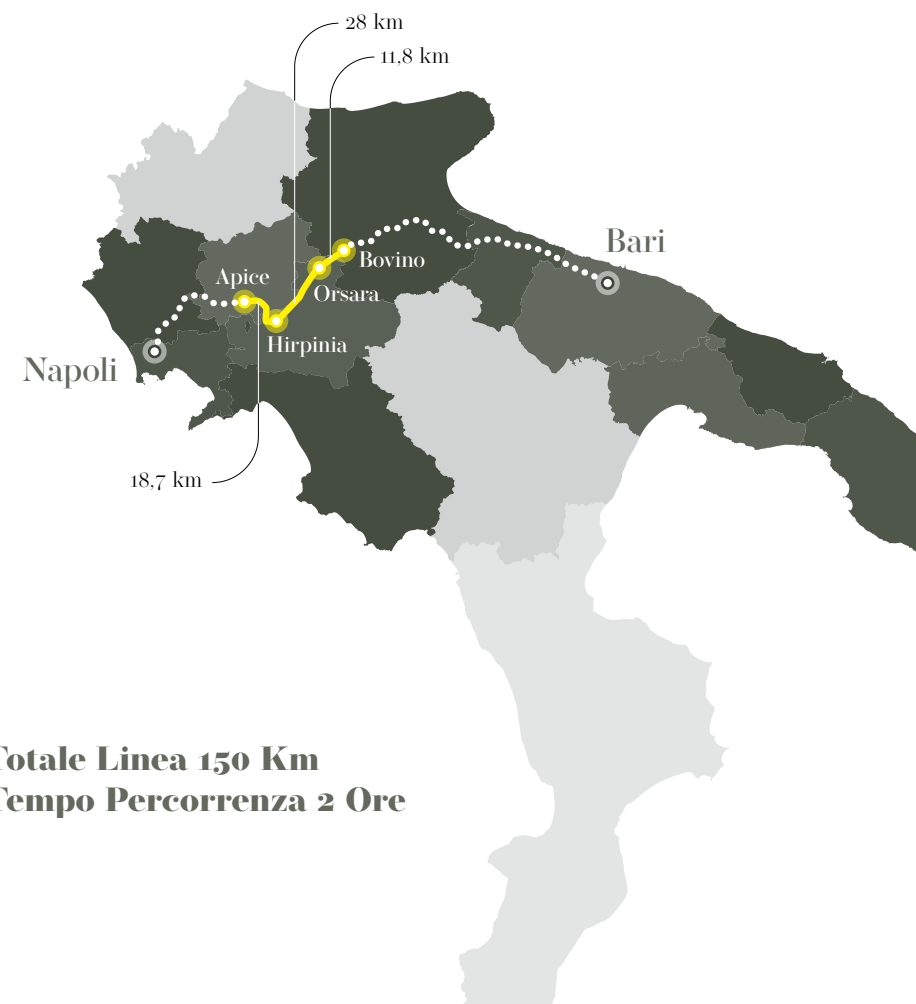 28 km
11,8 km
Bari
Bovino
Apice
Orsara
Hirpinia
Napoli
18,7 km
Totale Linea 150 Km
Tempo Percorrenza 2 Ore